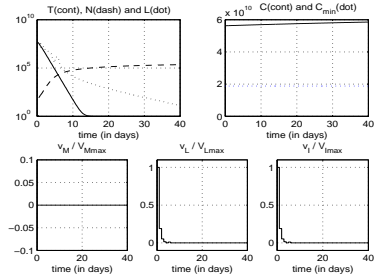 T(cont), N(dash) and L(dot)
10^10
10^5
10^0
0 10 20 30 40
time (in days)
C(cont) and C_min(dot)
6 x 10^10
4
2
0
0 10 20 30 40
time (in days)
v_M / V_Mmax
0.1
0.05
0
−0.05
−0.1
0 20 40
time (in days)
v_L / V_Lmax
1
0.5
0
0 20 40
time (in days)
v_I / V_Imax
1
0.5
0
0 20 40
time (in days)